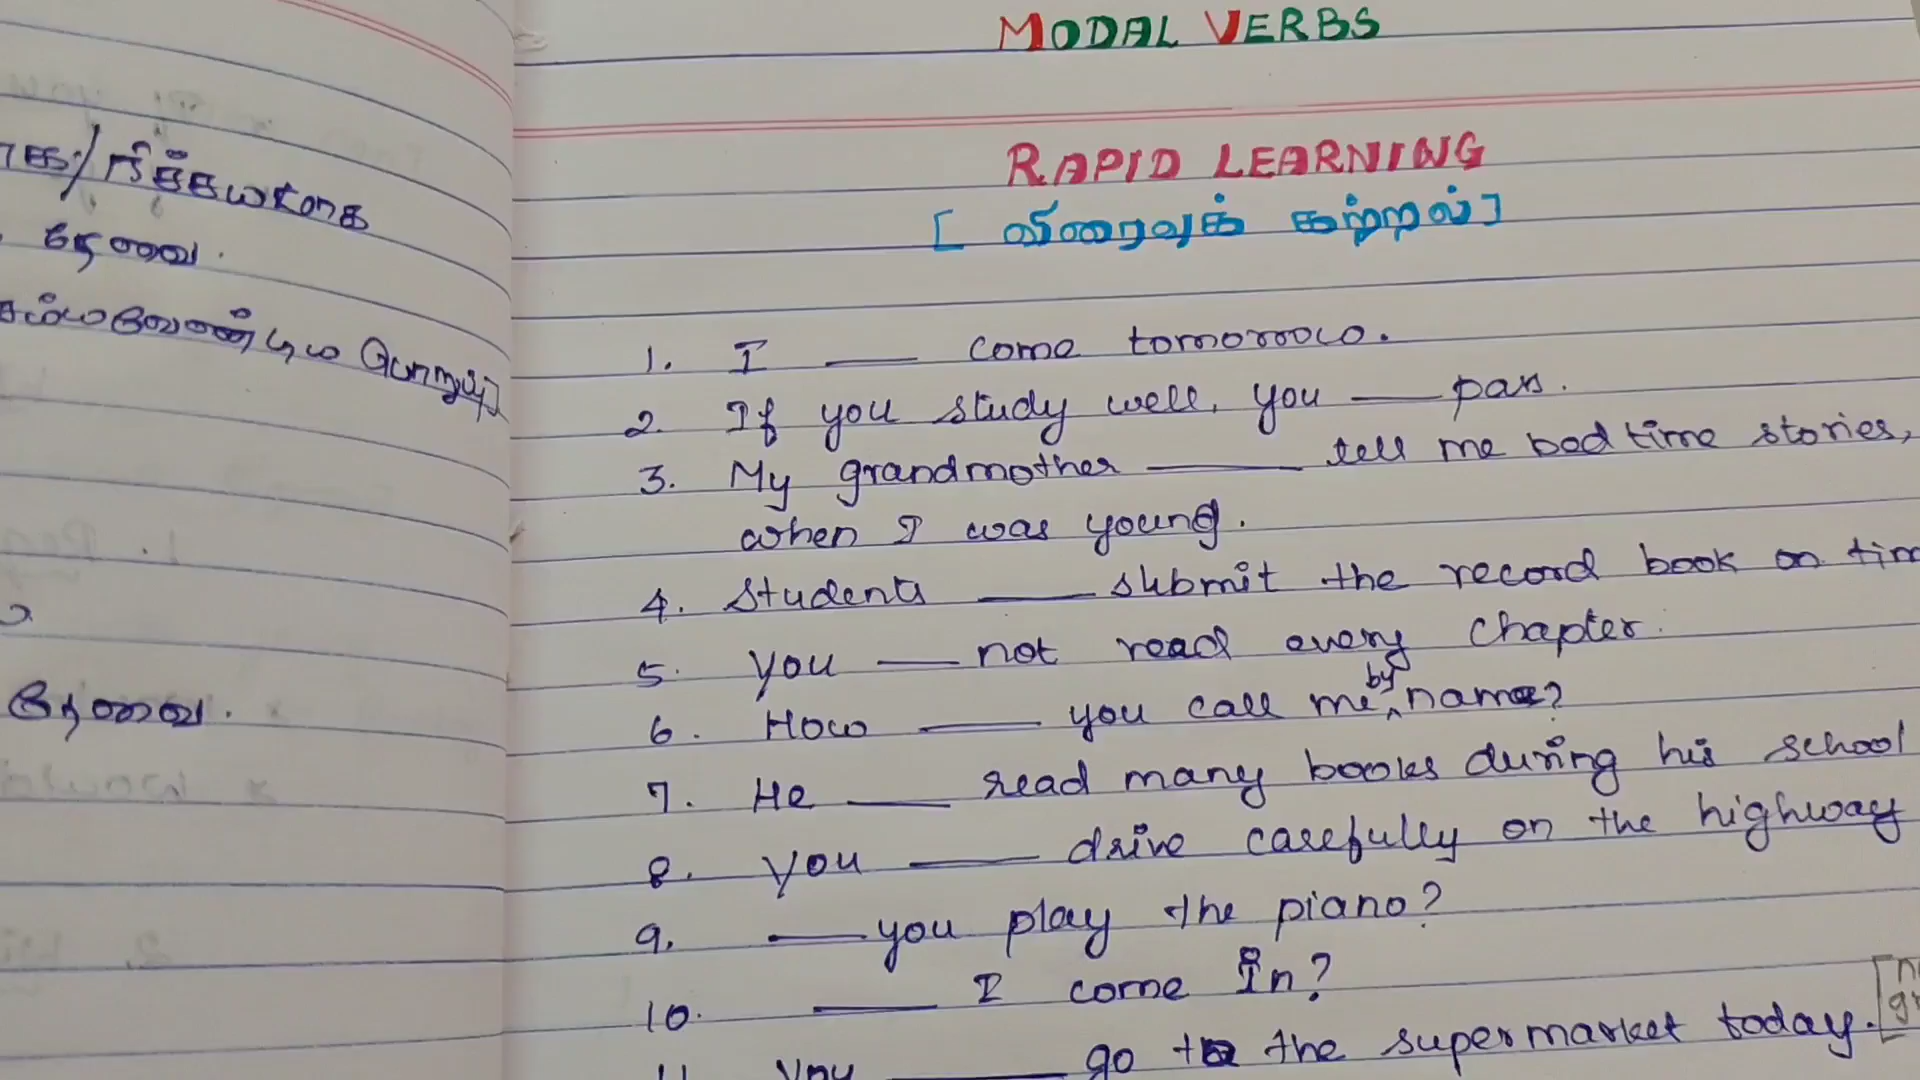 தேவை.
தேவை.
MODAL VERBS
RAPID LEARNING
[ விரைவுக் கற்றல்]
1. I ___ come tomorrow.
2. If you study well, you ___ pass.
3. My grandmother ___ tell me bed time stories,
when I was young.
4. Students ___ submit the record book on
5. You ___ not read every chapter.
6. How ___ you call me by name?
7. He ___ read many books during his school
8. You ___ drive carefully on the highway
9. ___ you play the piano?
10. ___ I come in?
11. You ___ go to the supermarket today.